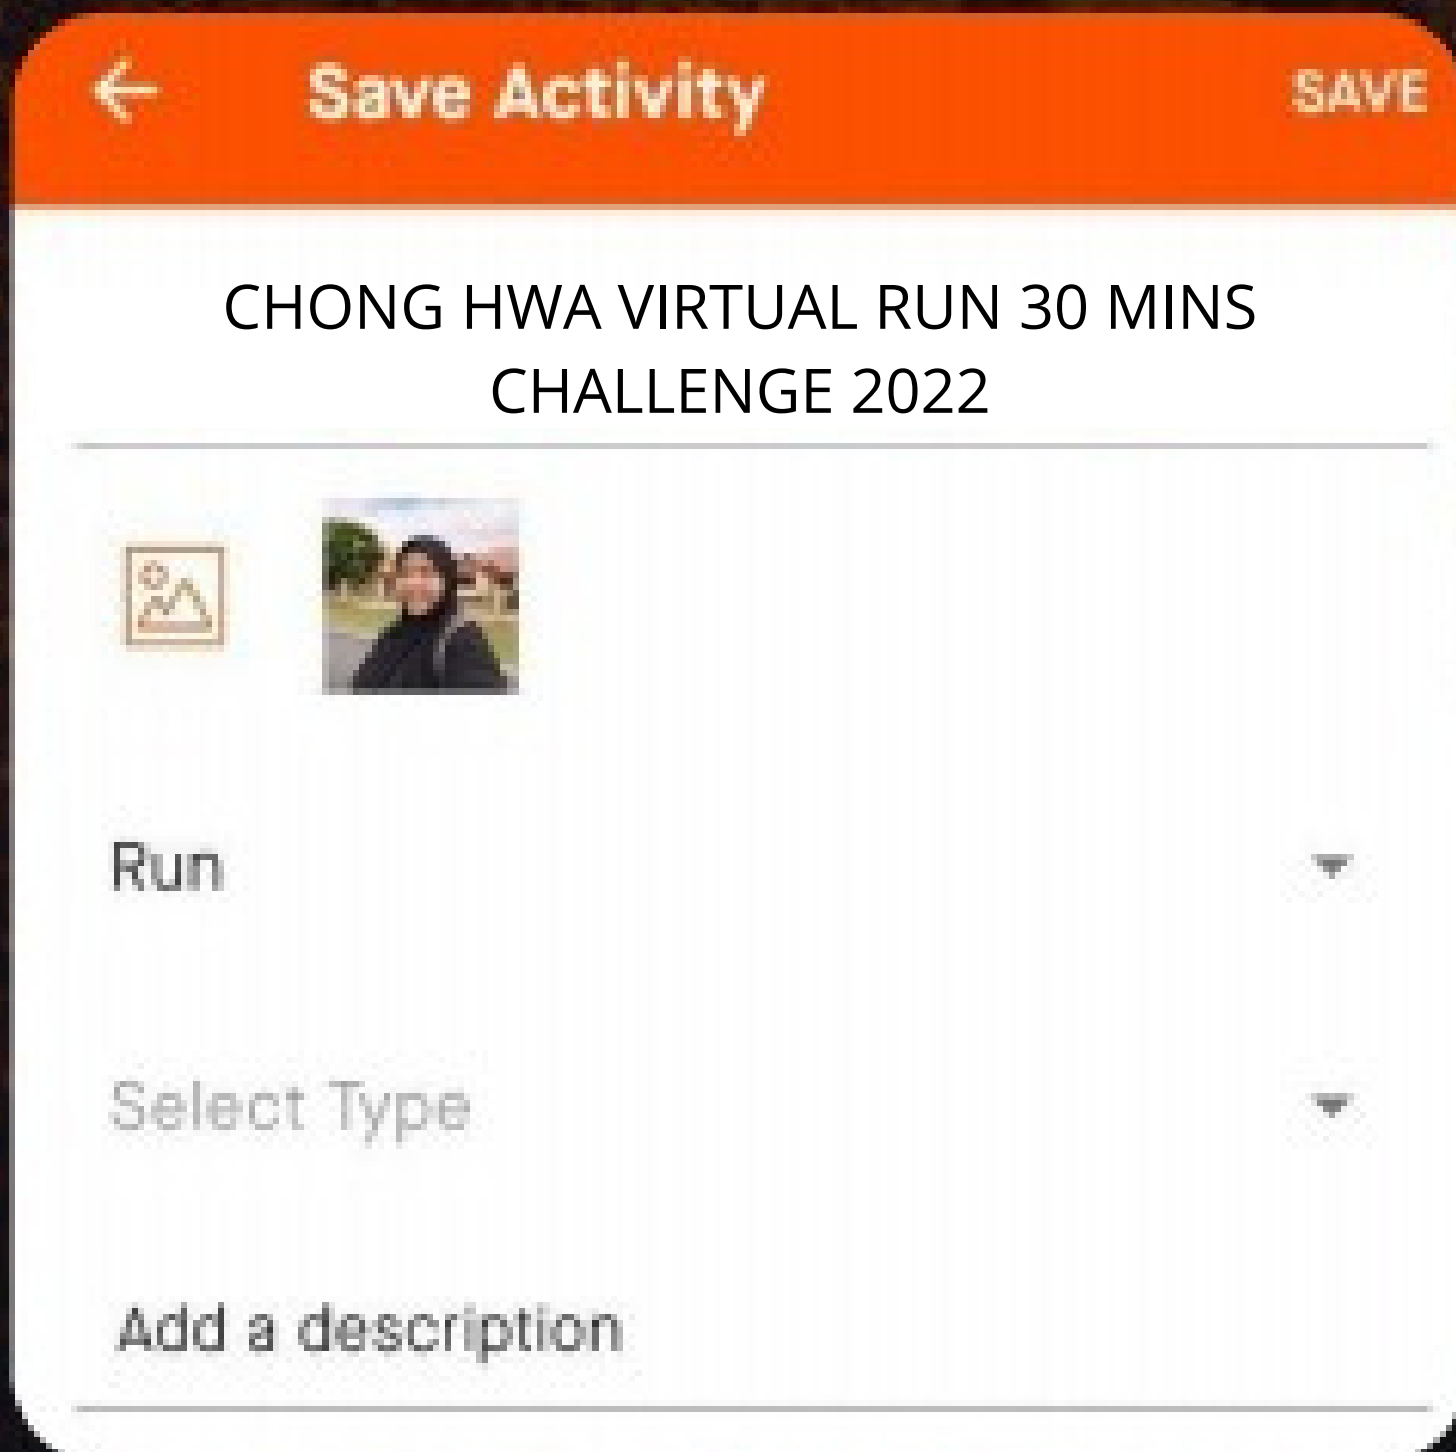 Save Activity SAVE
CHONG HWA VIRTUAL RUN 30 MINS
CHALLENGE 2022
Run
Select Type
Add a description